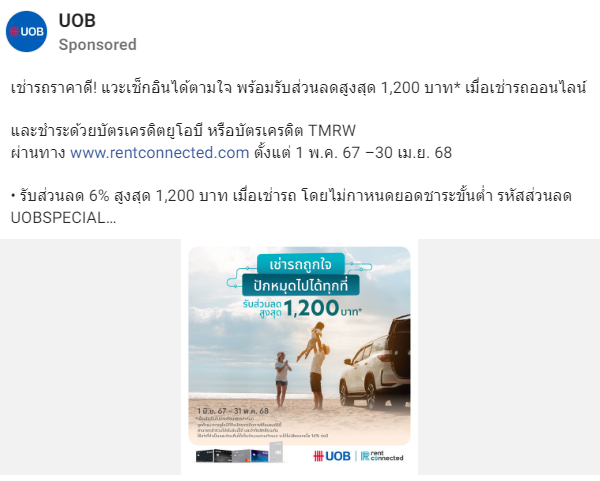 UOB
Sponsored
เช่ารถราคาดี! แวะเช็กอินได้ตามใจ พร้อมรับส่วนลดสูงสุด 1,200 บาท* เมื่อเช่ารถออนไลน์
และชำระด้วยบัตรเครดิตยูโอบี หรือบัตรเครดิต TMRW
ผ่านทาง www.rentconnected.com ตั้งแต่ 1 พ.ค. 67 –30 เม.ย. 68
• รับส่วนลด 6% สูงสุด 1,200 บาท เมื่อเช่ารถ โดยไม่กาหนดยอดชาระขั้นต่ำ รหัสส่วนลด
UOBSPECIAL…
เช่ารถถูกใจ
ปักหมุดไปได้ทุกที่
รับส่วนลด
สูงสุด 1,200 บาท*
1 มิ.ย. 67 – 31 พ.ค. 68
UOB
rent
connected